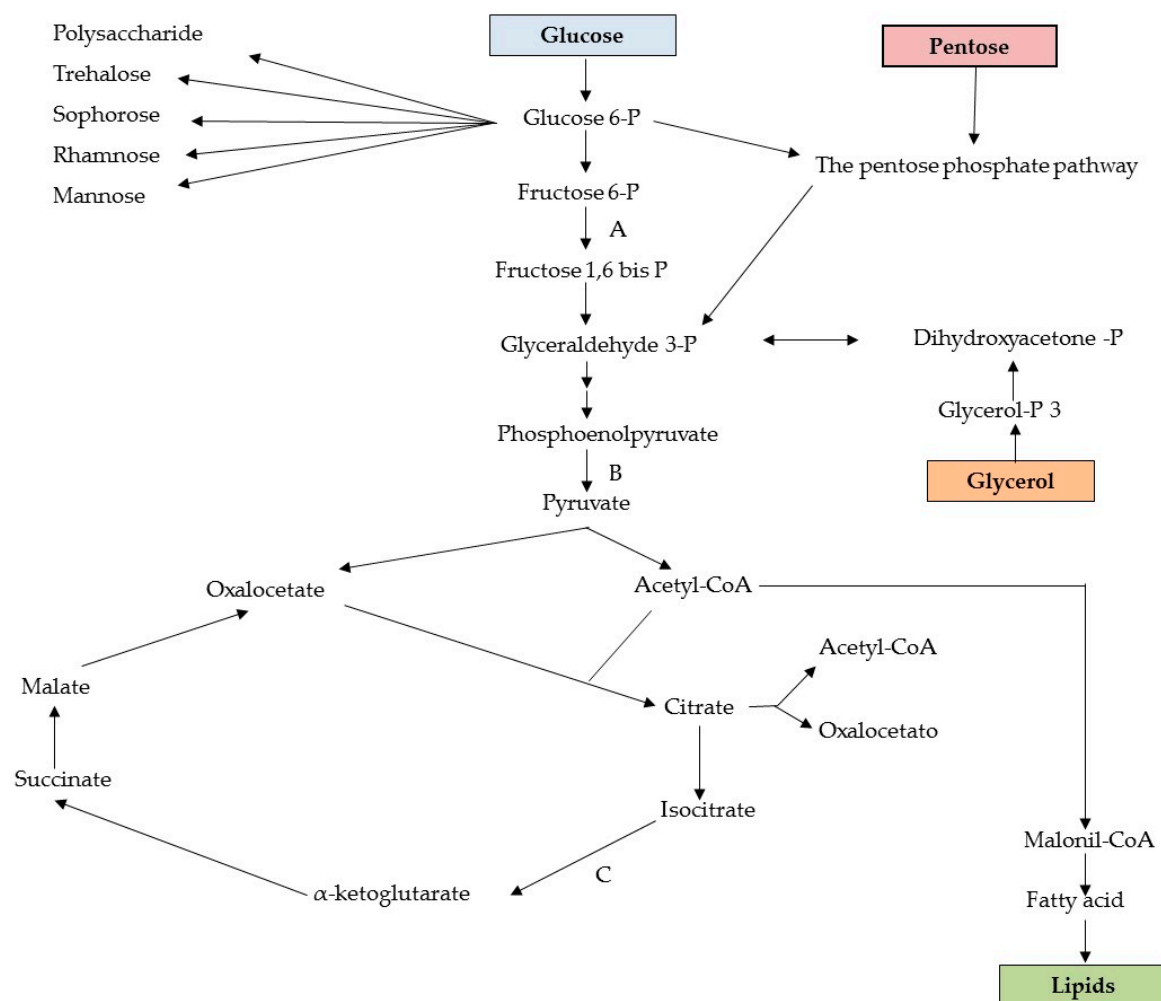 Polysaccharide
Trehalose
Sophorose
Rhamnose
Mannose
Glucose
Pentose
Glucose 6-P
The pentose phosphate pathway
Fructose 6-P
A
Fructose 1,6 bis P
Glyceraldehyde 3-P
Dihydroxyacetone -P
Glycerol-P 3
Glycerol
Phosphoenolpyruvate
B
Pyruvate
Oxalocetate
Acetyl-CoA
Acetyl-CoA
Malate
Citrate
Oxalocetato
Succinate
Isocitrate
C
α-ketoglutarate
Malonil-CoA
Fatty acid
Lipids